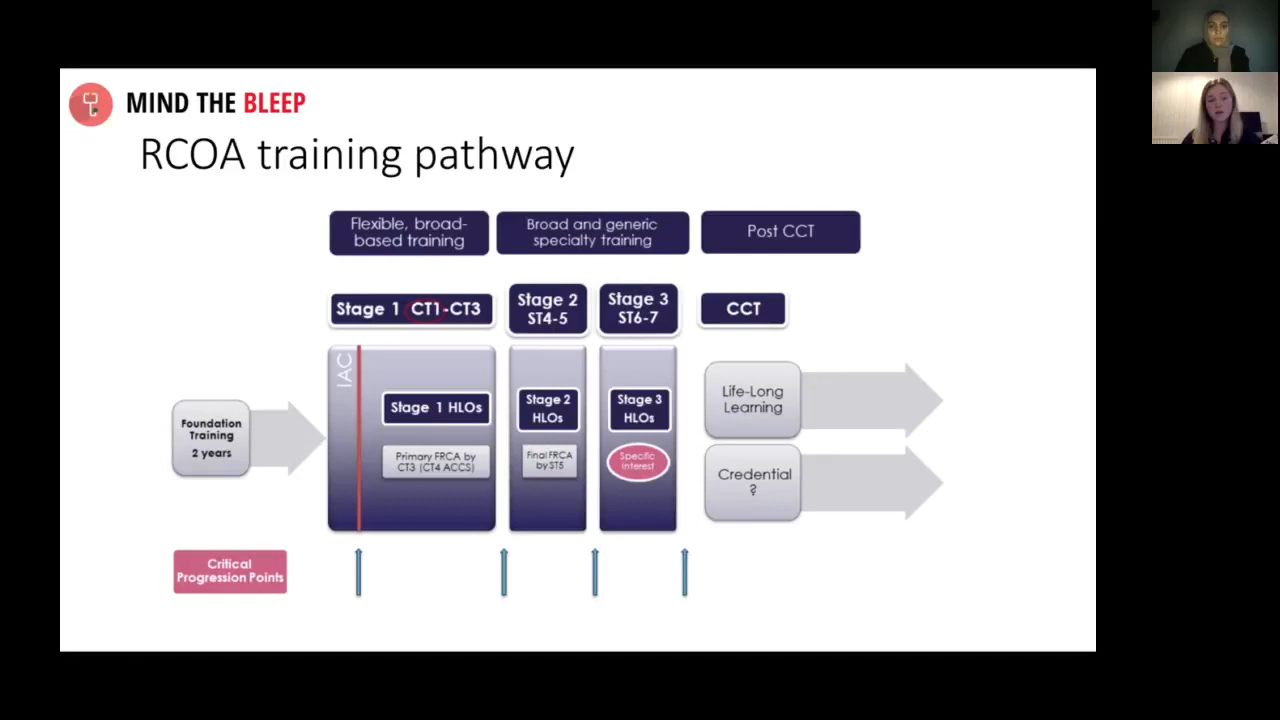 MIND THE BLEEP
RCOA training pathway
Flexible, broad-
based training
Broad and generic
specialty training
Post CCT
Stage 1 CT1-CT3
Stage 2
ST4-5
Stage 3
ST6-7
CCT
IAC
Foundation
Training
2 years
Stage 1 HLOs
Primary FRCA by
CT3 (CT4 ACCS)
Stage 2
HLOs
Final FRCA
by ST5
Stage 3
HLOs
Specific
interest
Life-Long
Learning
Credential
?
Critical
Progression Points